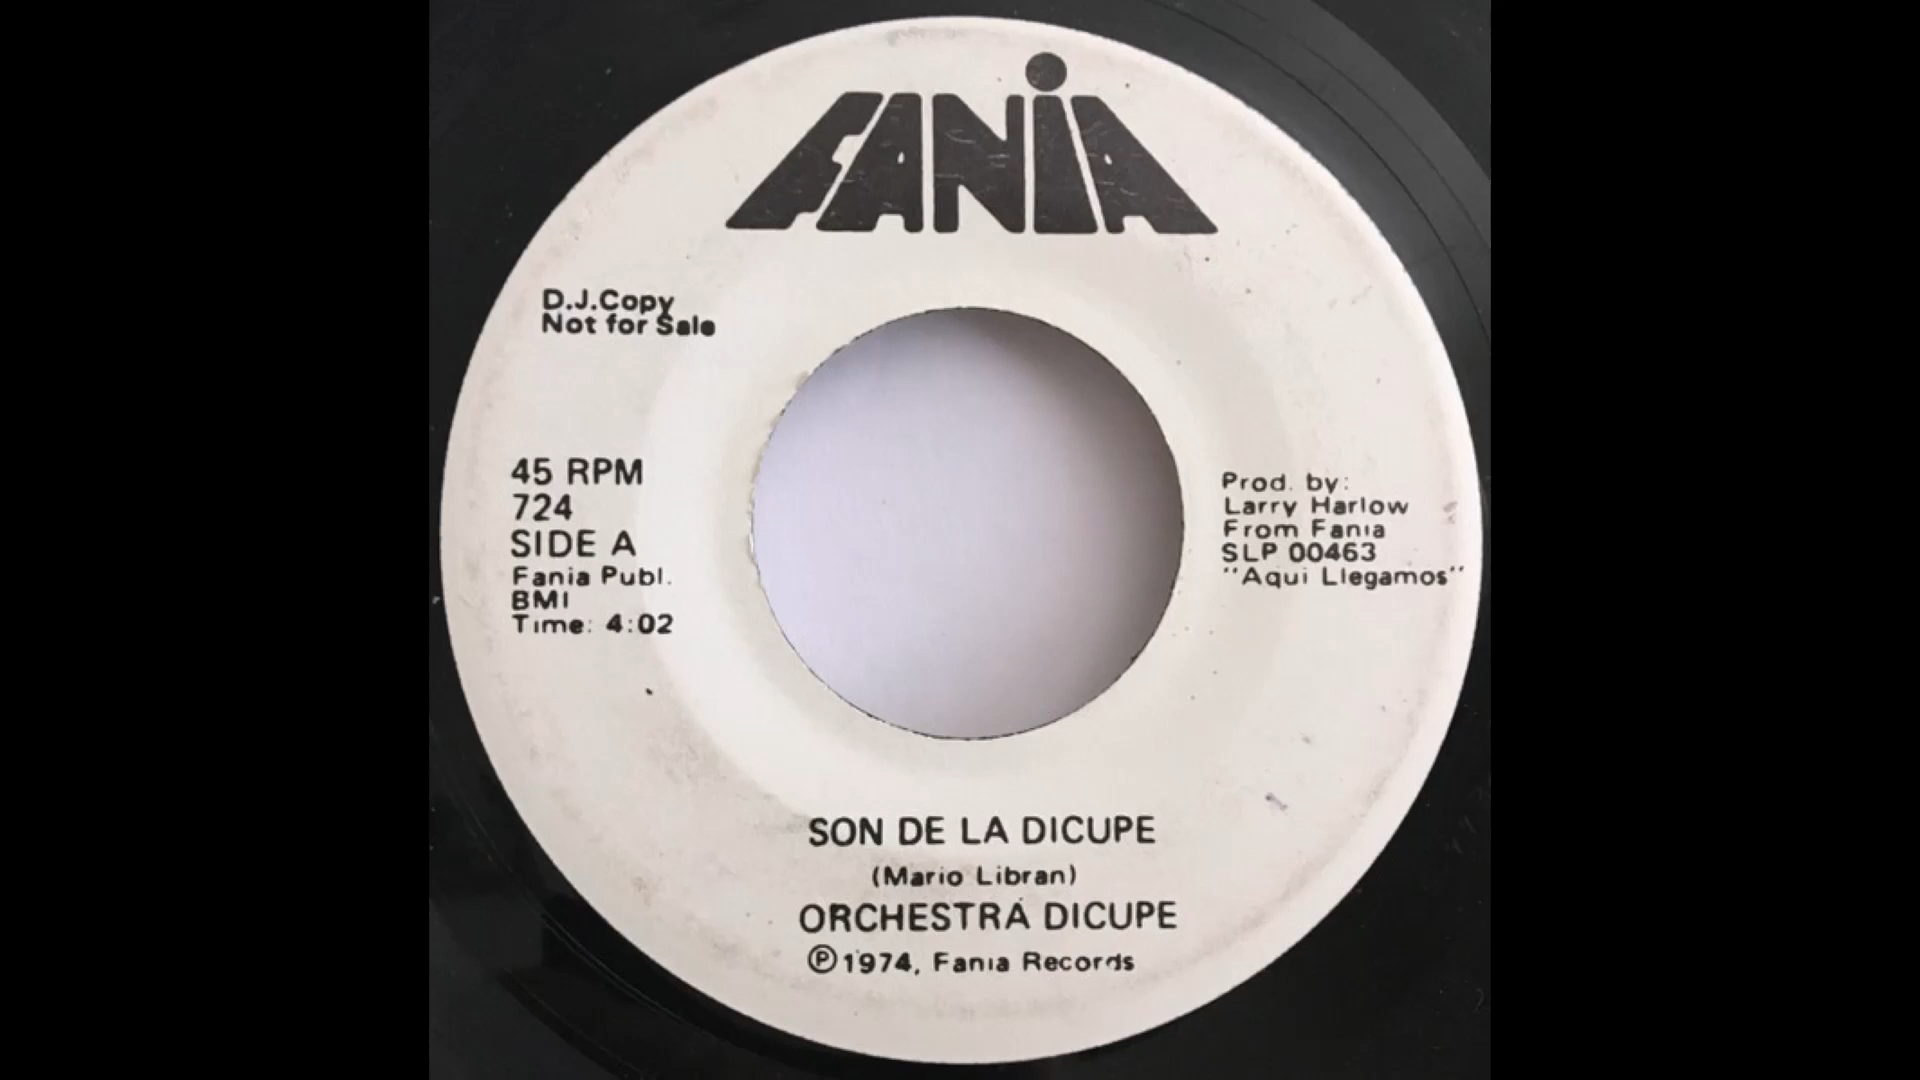 FANIA
D.J.Copy
Not for Sale
45 RPM
724
SIDE A
Fania Publ.
BMI
Time: 4:02
Prod. by:
Larry Harlow
From Fania
SLP 00463
"Aqui Llegamos"
SON DE LA DICUPE
(Mario Libran)
ORCHESTRA DICUPE
Ⓟ1974, Fania Records